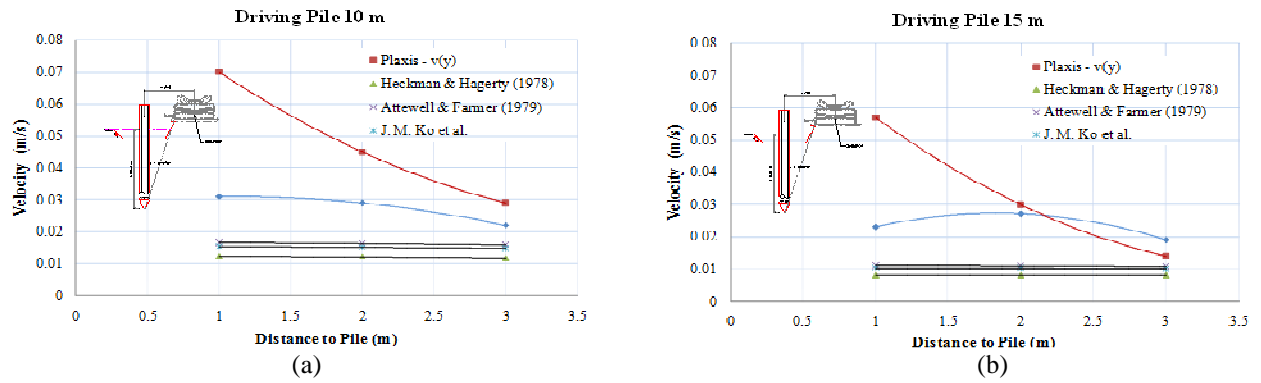 Driving Pile 10 m
0.08
0.07
0.06
0.05
0.04
0.03
0.02
0.01
0
Velocity (m/s)
Plaxis - v(y)
Heckman & Hagerty (1978)
Attewell & Farmer (1979)
J.M. Ko et al.
0 0.5 1 1.5 2 2.5 3 3.5
Distance to Pile (m)
(a)
Driving Pile 15 m
0.08
0.07
0.06
0.05
0.04
0.03
0.02
0.01
0
Velocity (m/s)
Plaxis - v(y)
Heckman & Hagerty (1978)
Attewell & Farmer (1979)
J.M. Ko et al.
0 0.5 1 1.5 2 2.5 3 3.5
Distance to Pile (m)
(b)